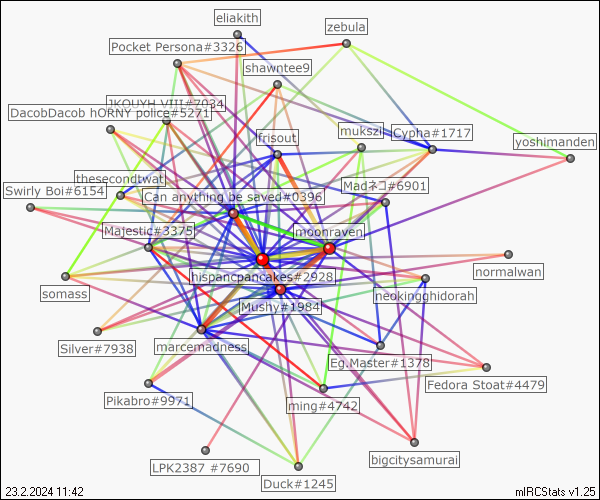 eliakith
zebula
Pocket Persona#3326
shawntee9
JKOUYH VIII#7034
DacobDacob hORNY police#5271
mukszi
Cypha#1717
frisout
yoshimanden
thesecondtwat
Madネコ#6901
Swirly Boi#6154
Can anything be saved#0396
Majestic#3375
moonraven
hispancpancakes#2928
normalwan
somass
neokingghidorah
Mushy#1984
Silver#7938
marcemadness
Eg.Master#1378
Fedora Stoat#4479
Pikabro#9971
ming#4742
bigcitysamurai
LPK2387 #7690
Duck#1245
23.2.2024 11:42
mIRCStats v1.25